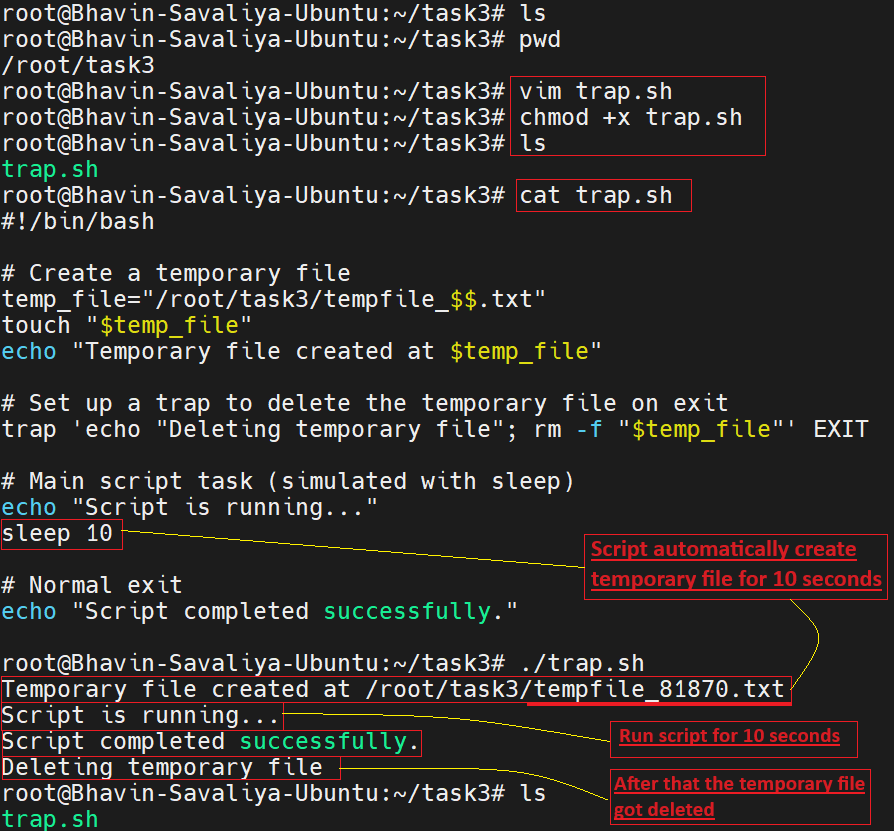 root@Bhavin-Savaliya-Ubuntu:~/task3# ls
root@Bhavin-Savaliya-Ubuntu:~/task3# pwd
/root/task3
root@Bhavin-Savaliya-Ubuntu:~/task3# vim trap.sh
root@Bhavin-Savaliya-Ubuntu:~/task3# chmod +x trap.sh
root@Bhavin-Savaliya-Ubuntu:~/task3# ls
trap.sh
root@Bhavin-Savaliya-Ubuntu:~/task3# cat trap.sh
#!/bin/bash

# Create a temporary file
temp_file="/root/task3/tempfile_$$.txt"
touch "$temp_file"
echo "Temporary file created at $temp_file"

# Set up a trap to delete the temporary file on exit
trap 'echo "Deleting temporary file"; rm -f "$temp_file"' EXIT

# Main script task (simulated with sleep)
echo "Script is running..."
sleep 10
Script automatically create
temporary file for 10 seconds

# Normal exit
echo "Script completed successfully."

root@Bhavin-Savaliya-Ubuntu:~/task3# ./trap.sh
Temporary file created at /root/task3/tempfile_81870.txt
Script is running...
Run script for 10 seconds
Script completed successfully.
Deleting temporary file
After that the temporary file
got deleted
root@Bhavin-Savaliya-Ubuntu:~/task3# ls
trap.sh